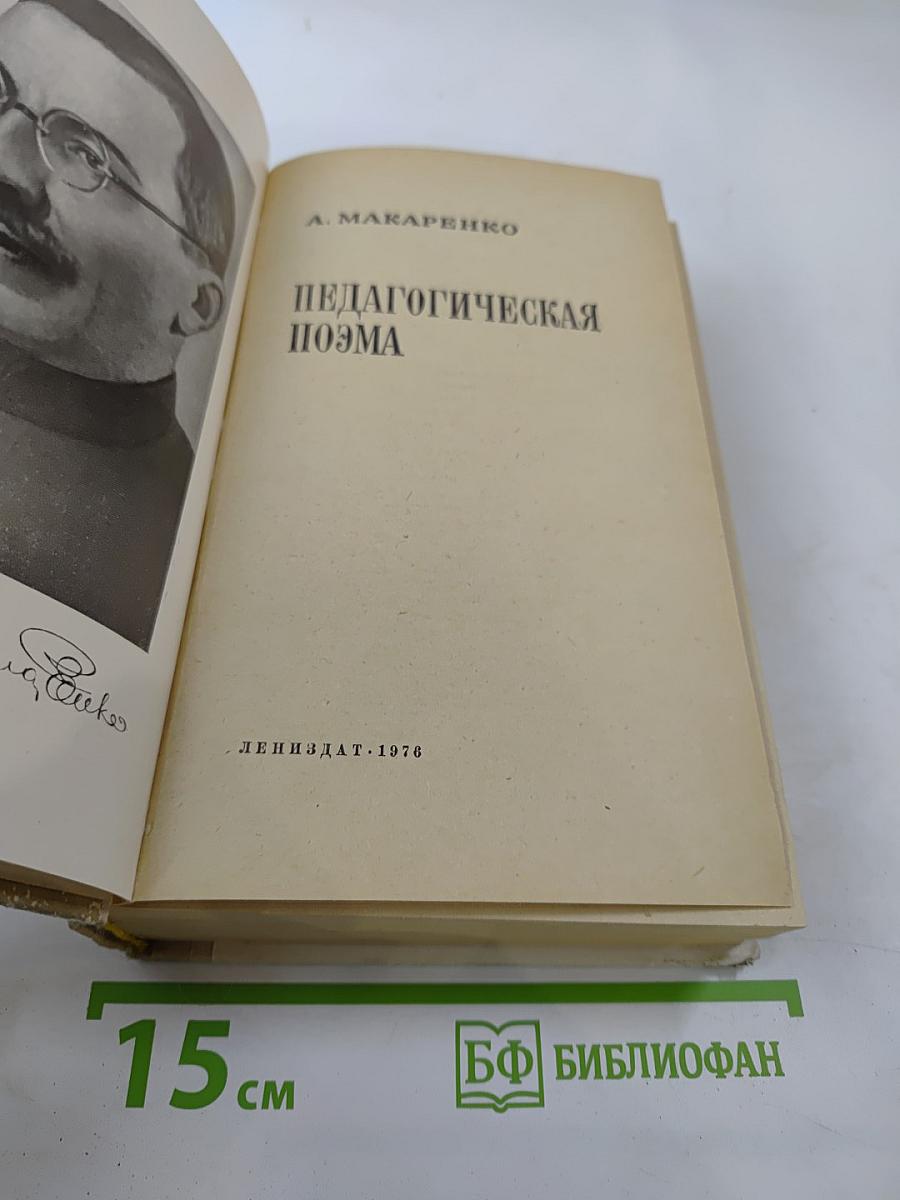 А. МАКАРЕНКО
ПЕДАГОГИЧЕСКАЯ
ПОЭМА
ЛЕНИЗДАТ · 1976
15 см
БФ БИБЛИОФАН